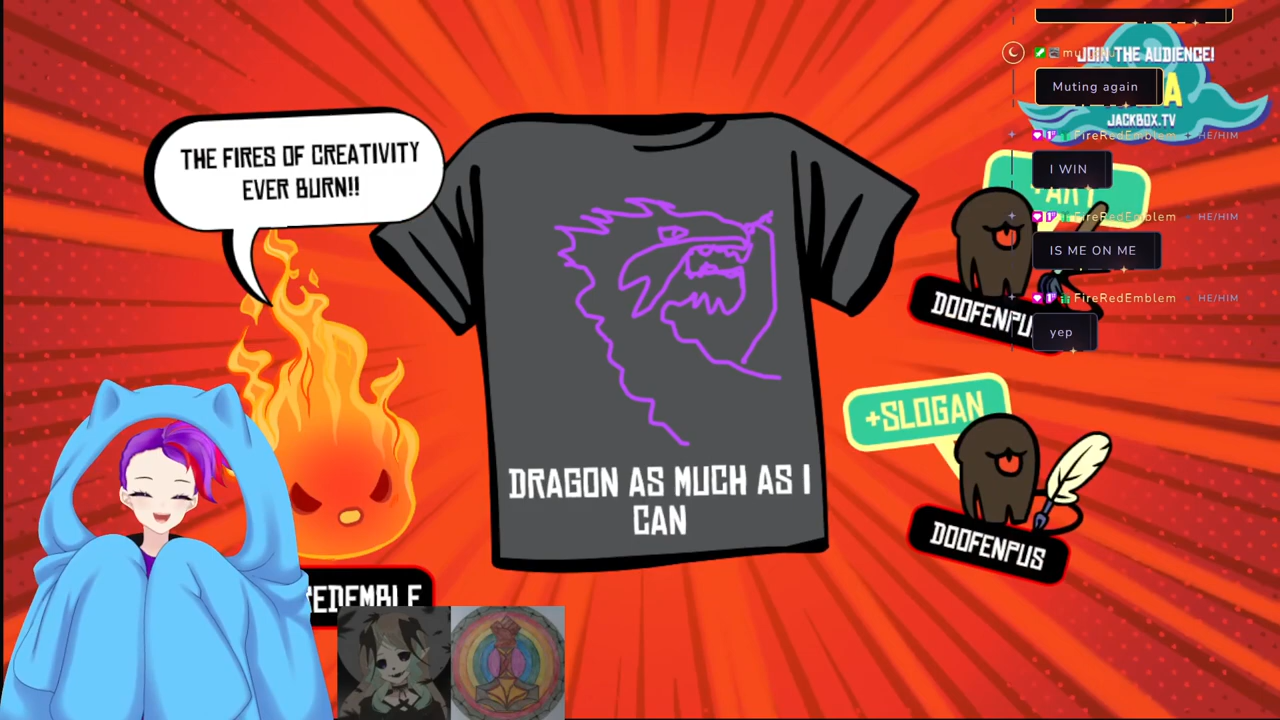 THE FIRES OF CREATIVITY
EVER BURN!!
DRAGON AS MUCH AS I
CAN
JOIN THE AUDIENCE!
Muting again
JACKBOX.TV
FireRedEmblem HE/HIM
I WIN
FireRedEmblem HE/HIM
IS ME ON ME
FireRedEmblem HE/HIM
yep
+SLOGAN
DOOFENPUS